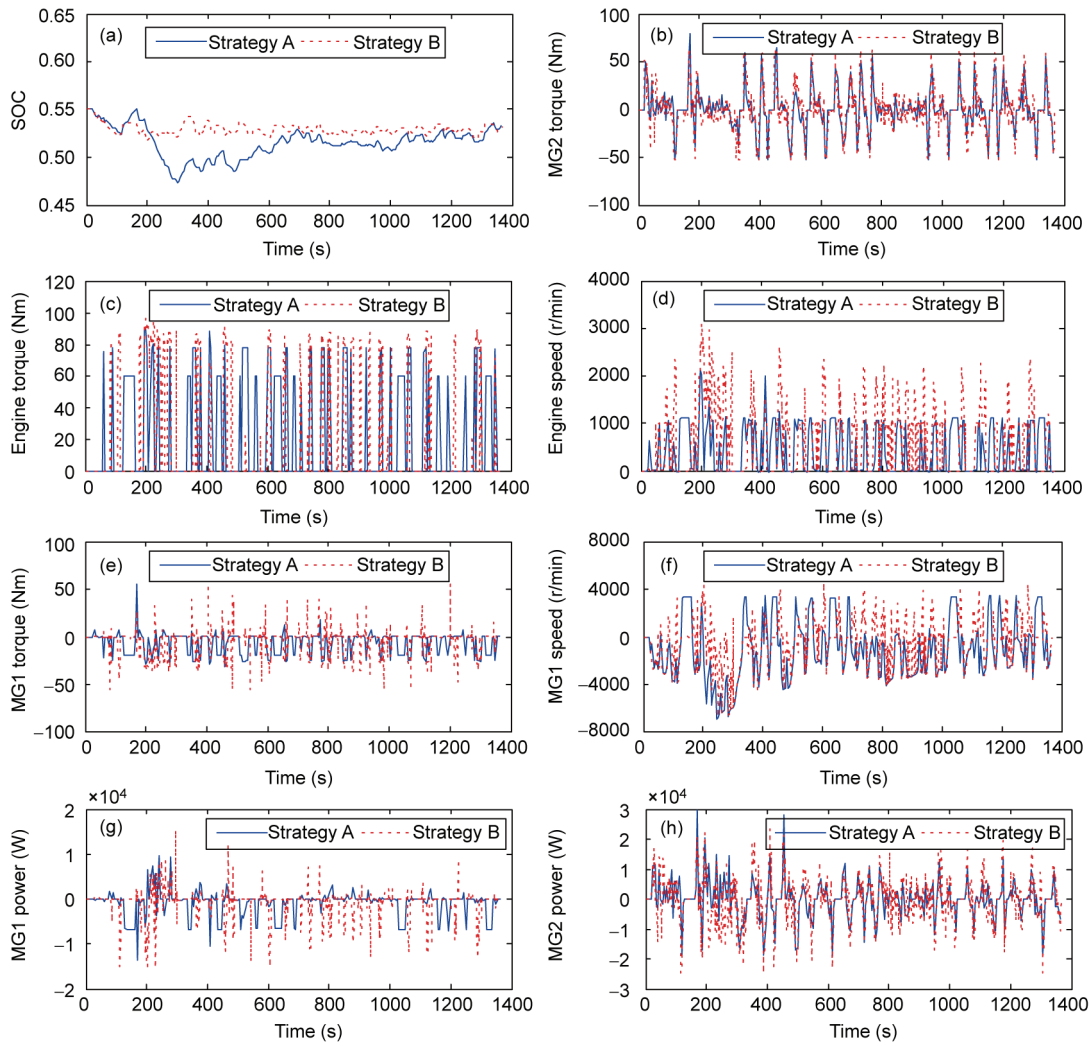 (a)
Strategy A
Strategy B
SOC
0.65
0.60
0.55
0.50
0.45
0 200 400 600 800 1000 1200 1400
Time (s)
(b)
Strategy A
Strategy B
MG2 torque (Nm)
100
50
0
−50
−100
0 200 400 600 800 1000 1200 1400
Time (s)
(c)
Strategy A
Strategy B
Engine torque (Nm)
120
100
80
60
40
20
0
0 200 400 600 800 1000 1200 1400
Time (s)
(d)
Strategy A
Strategy B
Engine speed (r/min)
4000
3000
2000
1000
0
0 200 400 600 800 1000 1200 1400
Time (s)
(e)
Strategy A
Strategy B
MG1 torque (Nm)
100
50
0
−50
−100
0 200 400 600 800 1000 1200 1400
Time (s)
(f)
Strategy A
Strategy B
MG1 speed (r/min)
8000
4000
0
−4000
−8000
0 200 400 600 800 1000 1200 1400
Time (s)
×10⁴
(g)
Strategy A
Strategy B
MG1 power (W)
2
1
0
−1
−2
0 200 400 600 800 1000 1200 1400
Time (s)
×10⁴
(h)
Strategy A
Strategy B
MG2 power (W)
3
2
1
0
−1
−2
−3
0 200 400 600 800 1000 1200 1400
Time (s)